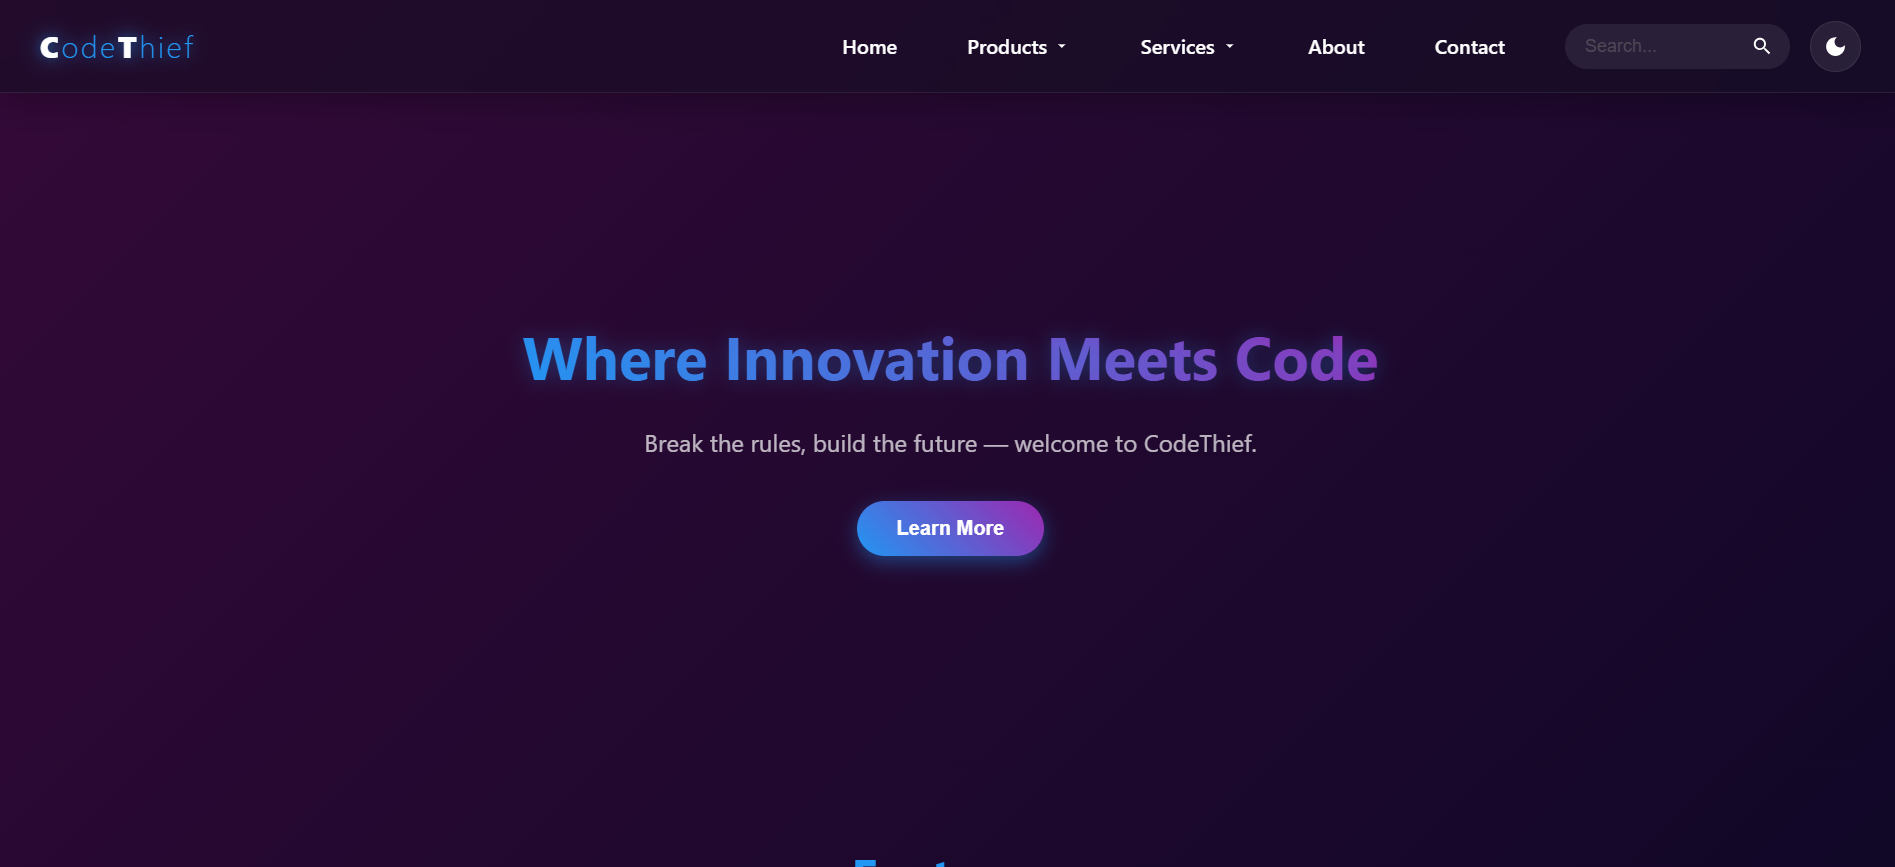 CodeThief
Home
Products
Services
About
Contact
Search...
Where Innovation Meets Code
Break the rules, build the future — welcome to CodeThief.
Learn More